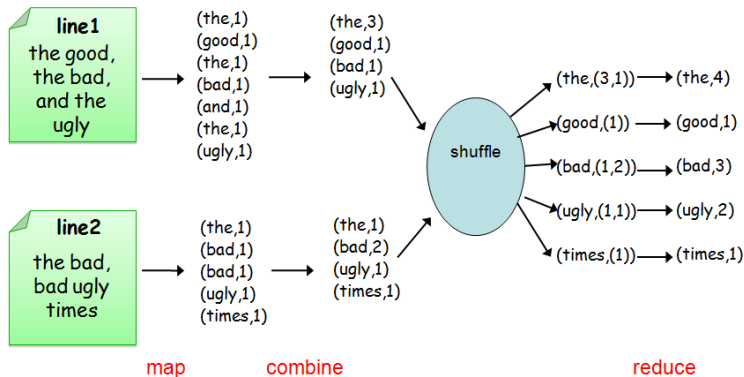 line1
the good,
the bad,
and the
ugly
(the,1)
(good,1)
(the,1)
(bad,1)
(and,1)
(the,1)
(ugly,1)
(the,3)
(good,1)
(bad,1)
(ugly,1)
shuffle
(the,(3,1)) (the,4)
(good,(1)) (good,1)
(bad,(1,2)) (bad,3)
(ugly,(1,1)) (ugly,2)
(times,(1)) (times,1)
line2
the bad,
bad ugly
times
(the,1)
(bad,1)
(bad,1)
(ugly,1)
(times,1)
(the,1)
(bad,2)
(ugly,1)
(times,1)
map combine reduce